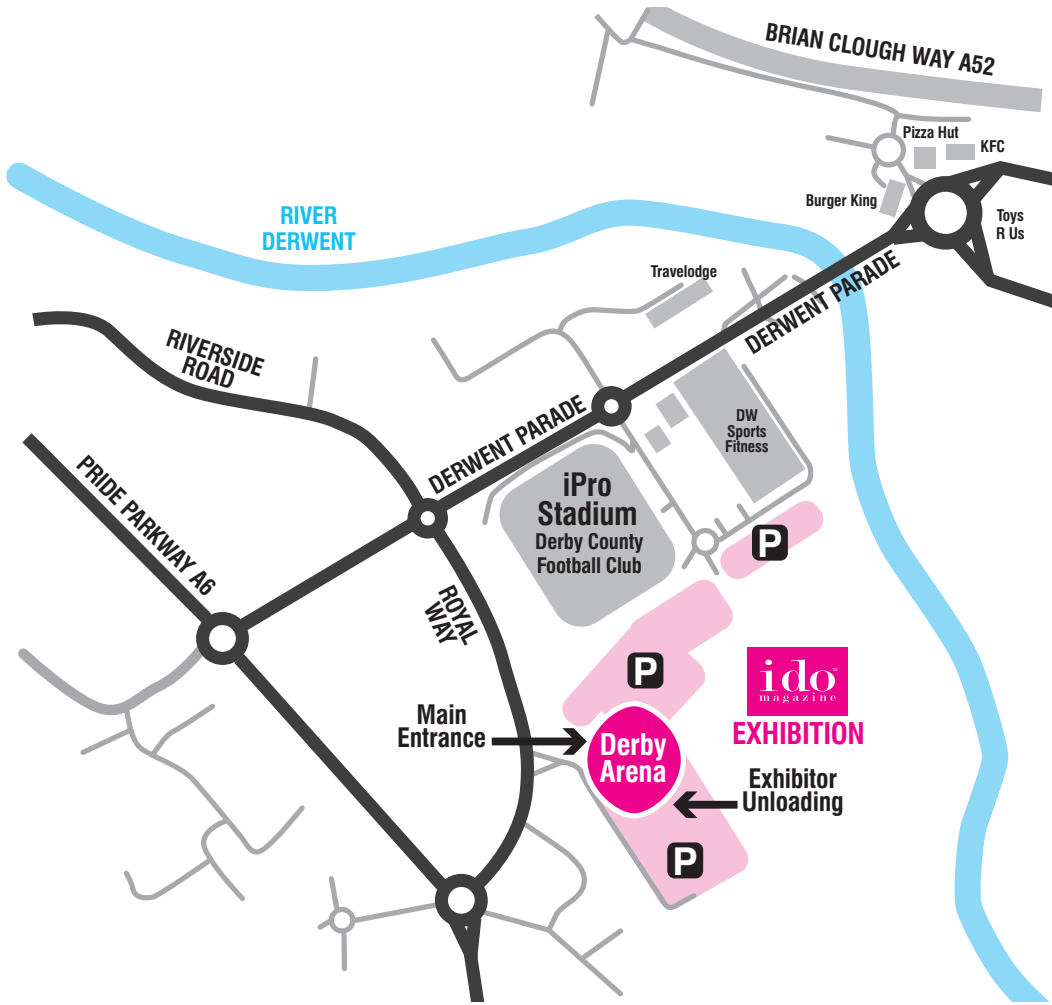 BRIAN CLOUGH WAY A52
Pizza Hut
KFC
Burger King
Toys
R Us
RIVER
DERWENT
Travelodge
DERWENT PARADE
RIVERSIDE
ROAD
DERWENT PARADE
DW
Sports
Fitness
PRIDE PARKWAY A6
iPro
Stadium
Derby County
Football Club
P
ROYAL
WAY
P
ido™
magazine
EXHIBITION
Main
Entrance
Derby
Arena
Exhibitor
Unloading
P